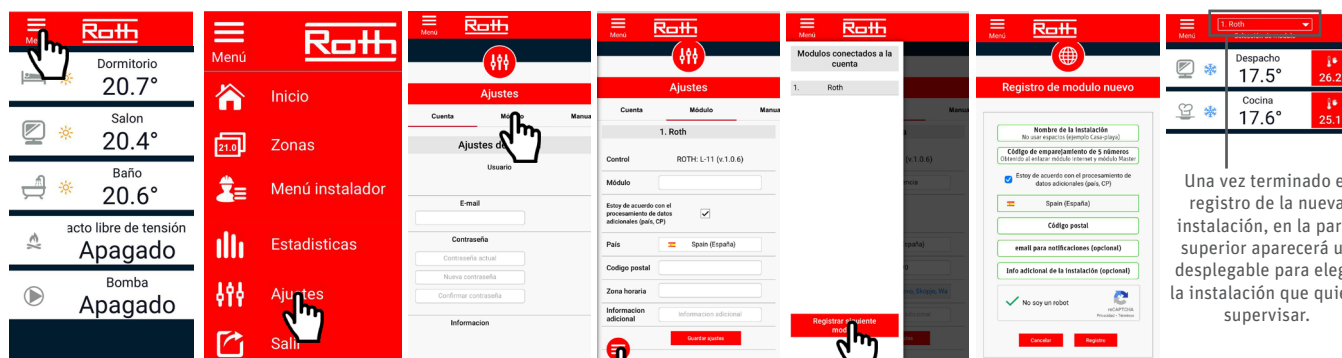 Menú
Roth
Dormitorio
20.7°
Salon
20.4°
Baño
20.6°
acto libre de tensión
Apagado
Bomba
Apagado
Menú
Roth
Inicio
21.0
Zonas
Menú instalador
Estadisticas
Ajustes
Salir
Menú
Roth
Ajustes
Cuenta
Módulo
Manua
Ajustes de
Usuario
E-mail
Contraseña
Contraseña actual
Nueva contraseña
Confirmar contraseña
Informacion
Menú
Roth
Ajustes
Cuenta
Módulo
Manua
1. Roth
Control
ROTH: L-11 (v.1.0.6)
Módulo
Estoy de acuerdo con el
procesamiento de datos
adicionales (país, CP)
País
Spain (España)
Codigo postal
Zona horaria
Informacion
adicional
Informacion adicional
Guardar ajustes
Menú
Roth
Modulos conectados a la
cuenta
1. Roth
Manua
(v.1.0.6)
Registrar siguiente
modulo
Menú
Roth
Registro de modulo nuevo
Nombre de la instalación
No usar espacios (ejemplo Casa-playa)
Código de emparejamiento de 5 números
Obtenido al enlazar módulo internet y módulo Master
Estoy de acuerdo con el procesamiento de
datos adicionales (país, CP)
Spain (España)
Código postal
email para notificaciones (opcional)
Info adicional de la instalación (opcional)
No soy un robot
reCAPTCHA
Privacidad - Términos
Cancelar
Registro
Menú
1. Roth
Selección de modulo
Despacho
17.5°
26.2
Cocina
17.6°
25.1
Una vez terminado e
registro de la nueva
instalación, en la par
superior aparecerá u
desplegable para eleg
la instalación que quie
supervisar.